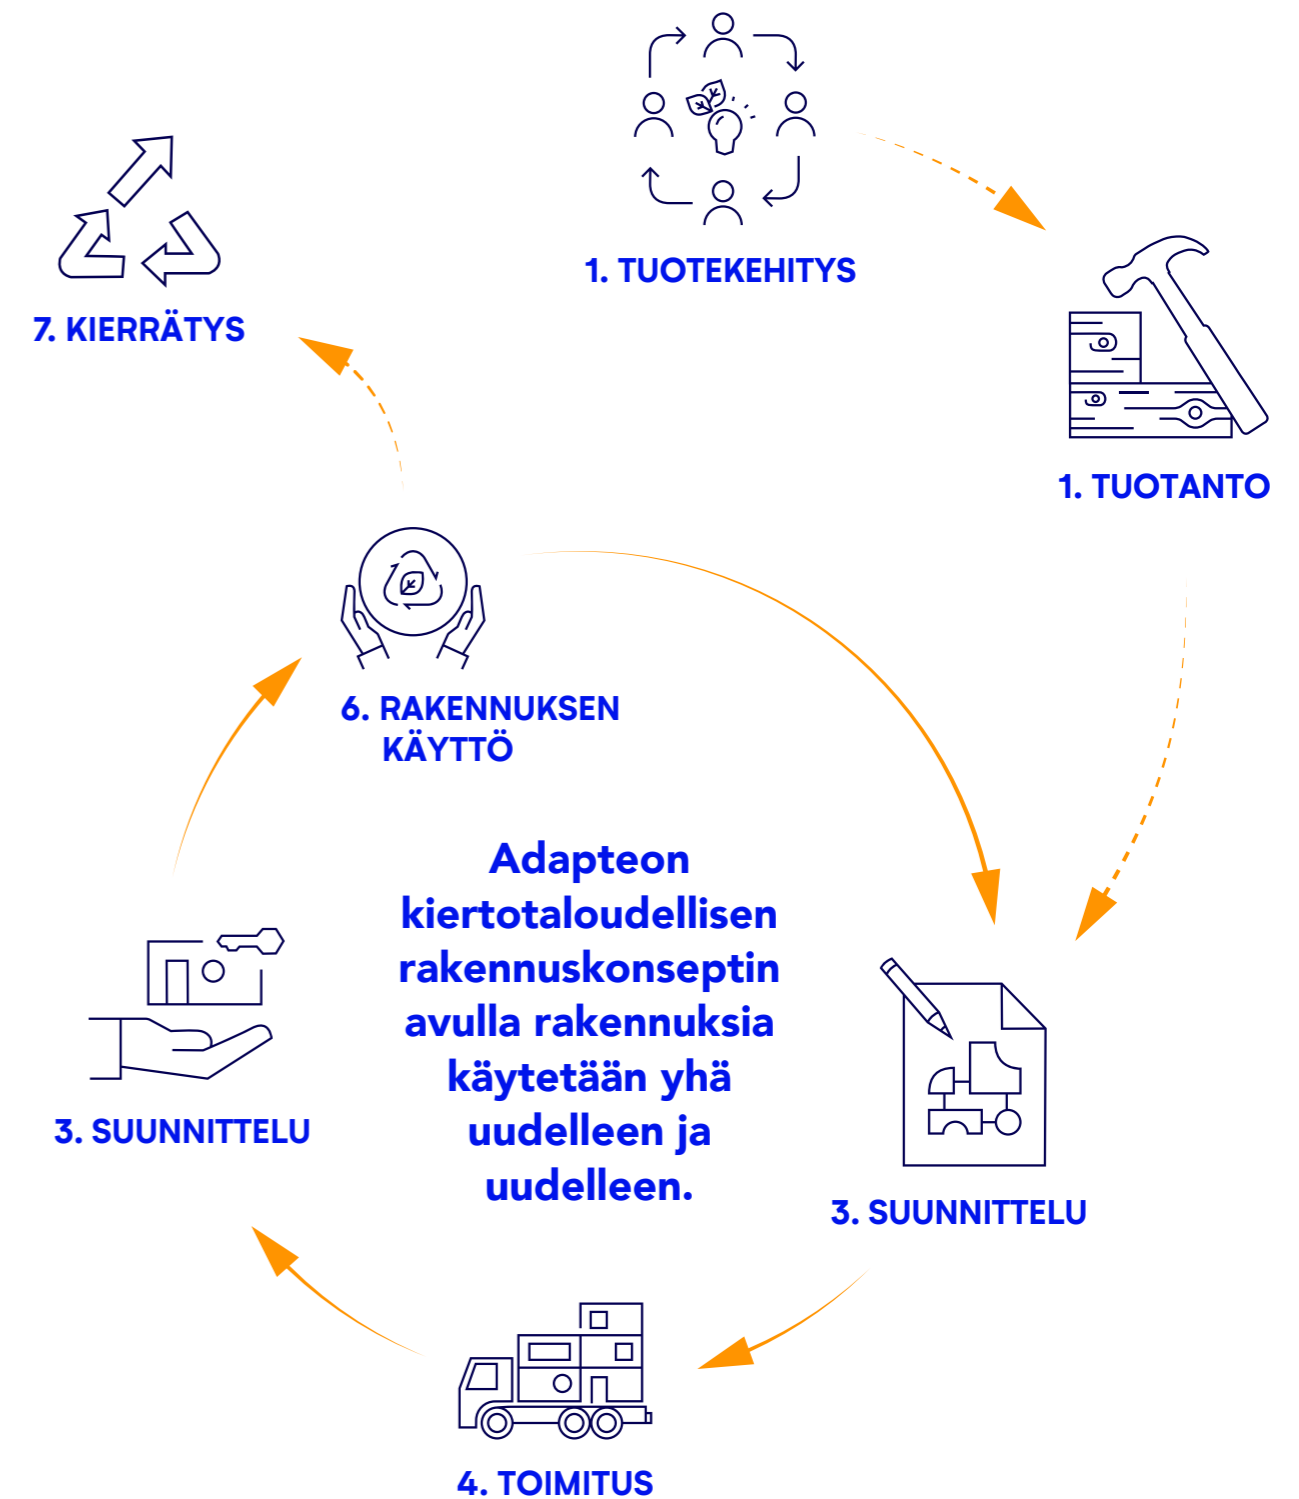 1. TUOTEKEHITYS
7. KIERRÄTYS
1. TUOTANTO
6. RAKENNUKSEN
KÄYTTÖ
Adapteon
kiertotaloudellisen
rakennuskonseptin
avulla rakennuksia
käytetään yhä
uudelleen ja
uudelleen.
3. SUUNNITTELU
3. SUUNNITTELU
4. TOIMITUS